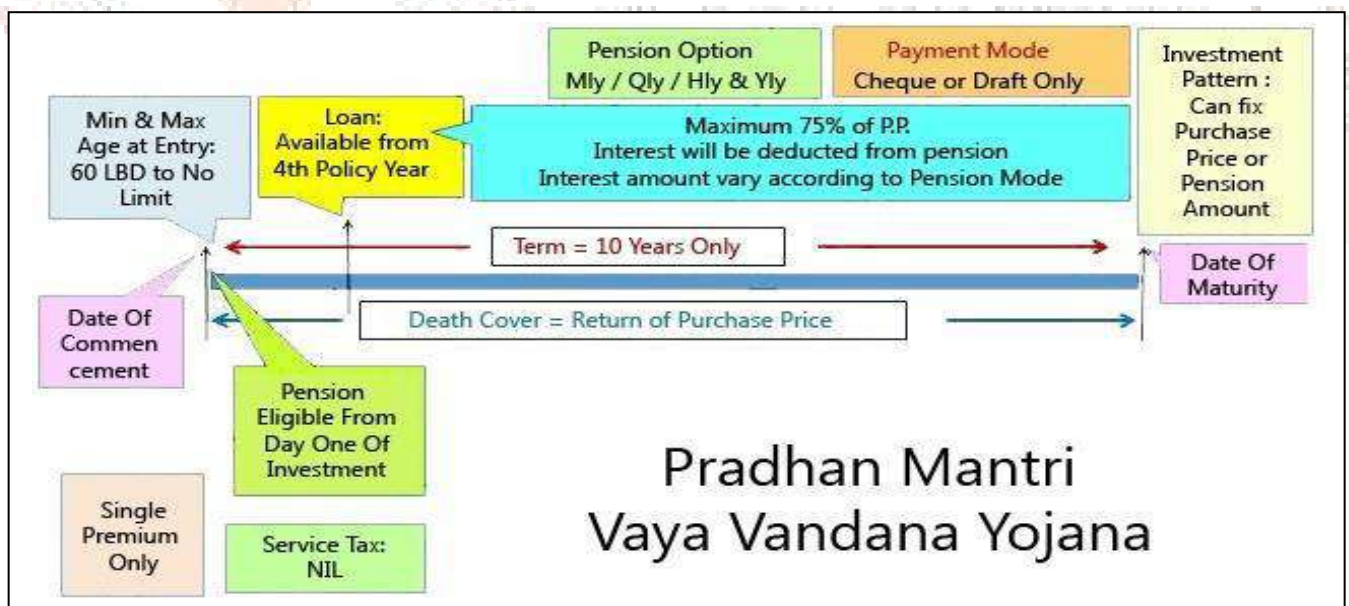 Pension Option
Mly / Qly / Hly & Yly
Payment Mode
Cheque or Draft Only
Investment
Pattern :
Can fix
Purchase
Price or
Pension
Amount
Min & Max
Age at Entry:
60 LBD to No
Limit
Loan:
Available from
4th Policy Year
Maximum 75% of P.P.
Interest will be deducted from pension
Interest amount vary according to Pension Mode
Term = 10 Years Only
Date Of
Maturity
Date Of
Commen
cement
Death Cover = Return of Purchase Price
Pension
Eligible From
Day One Of
Investment
Single
Premium
Only
Service Tax:
NIL
Pradhan Mantri
Vaya Vandana Yojana